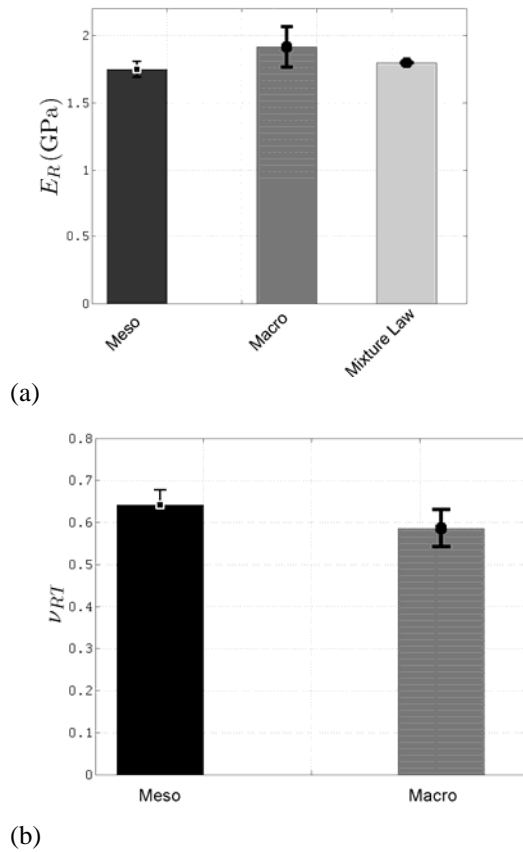 2
1.5
1
0.5
0
E_R(GPa)
Meso
Macro
Mixture Law
(a)
0.8
0.7
0.6
0.5
0.4
0.3
0.2
0.1
0
ν_RT
Meso
Macro
(b)